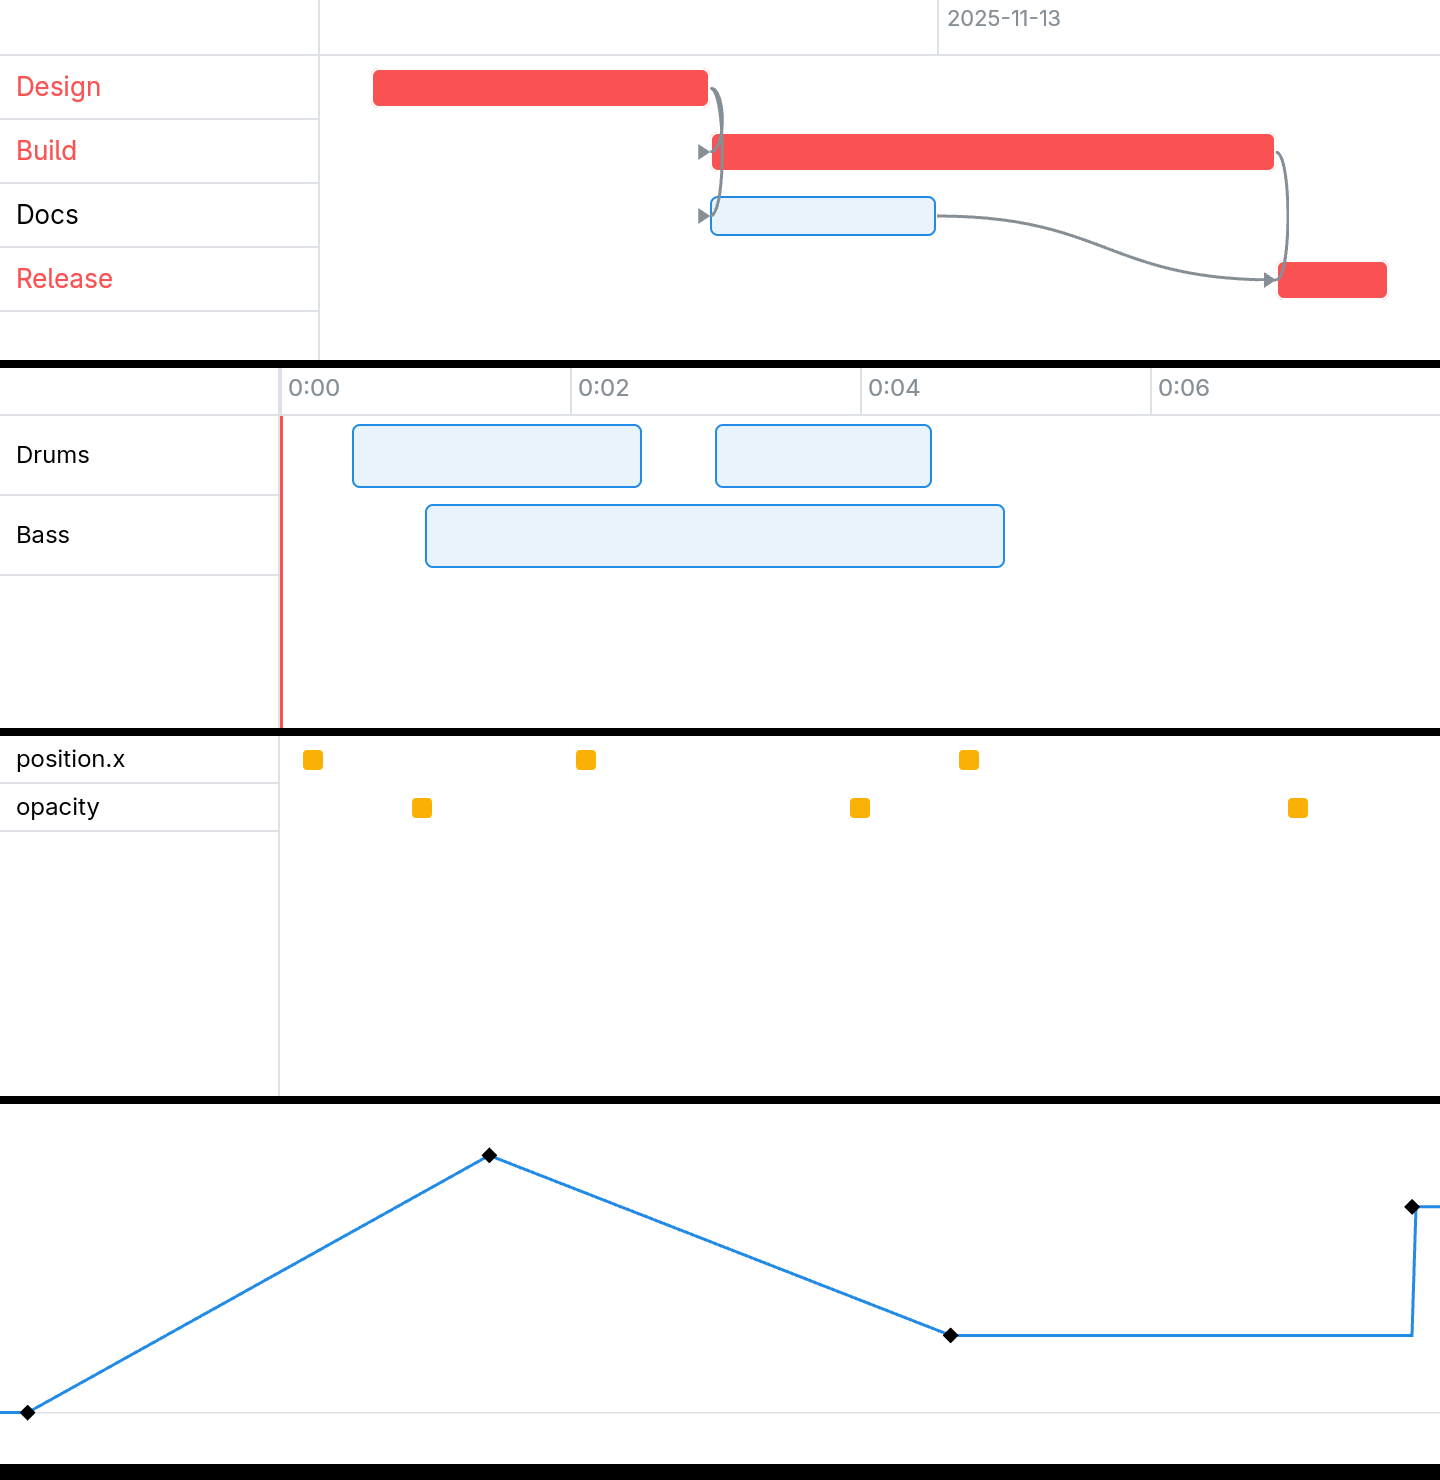 2025-11-13
Design
Build
Docs
Release
0:00 0:02 0:04 0:06
Drums
Bass
position.x
opacity